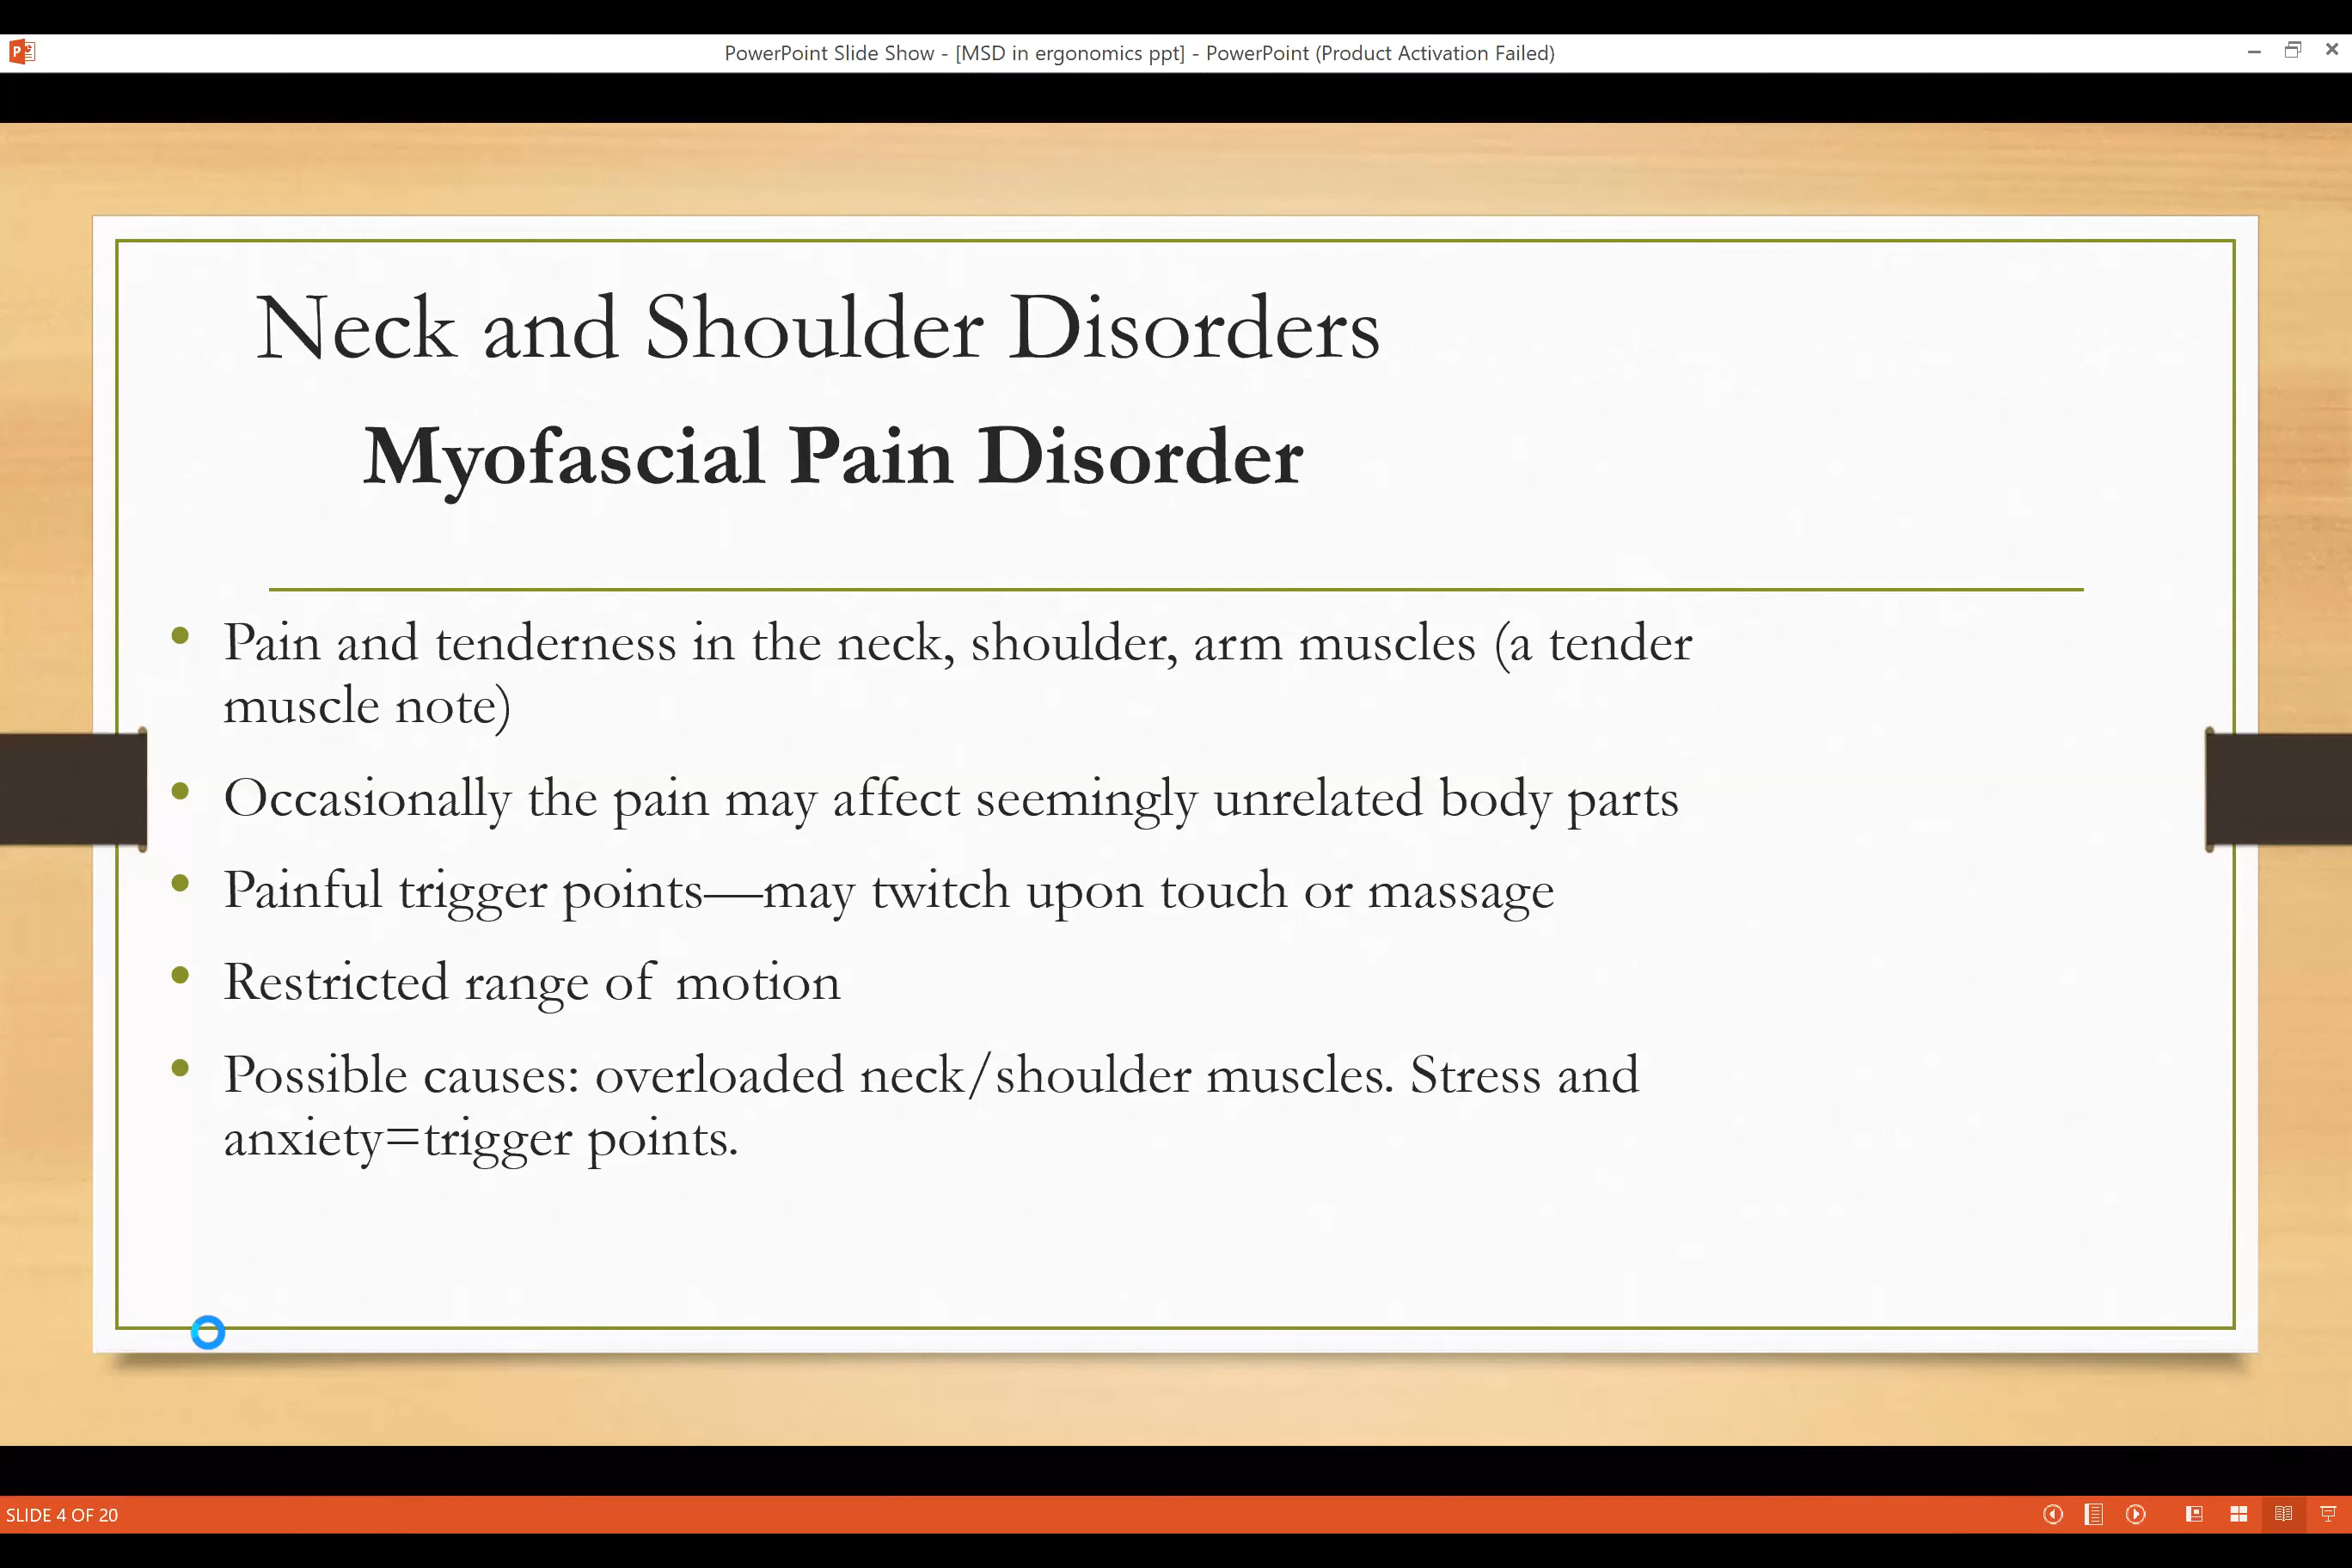 PowerPoint Slide Show - [MSD in ergonomics ppt] - PowerPoint (Product Activation Failed)
Neck and Shoulder Disorders
Myofascial Pain Disorder
• Pain and tenderness in the neck, shoulder, arm muscles (a tender
muscle note)
• Occasionally the pain may affect seemingly unrelated body parts
• Painful trigger points—may twitch upon touch or massage
• Restricted range of motion
• Possible causes: overloaded neck/shoulder muscles. Stress and
anxiety=trigger points.
SLIDE 4 OF 20